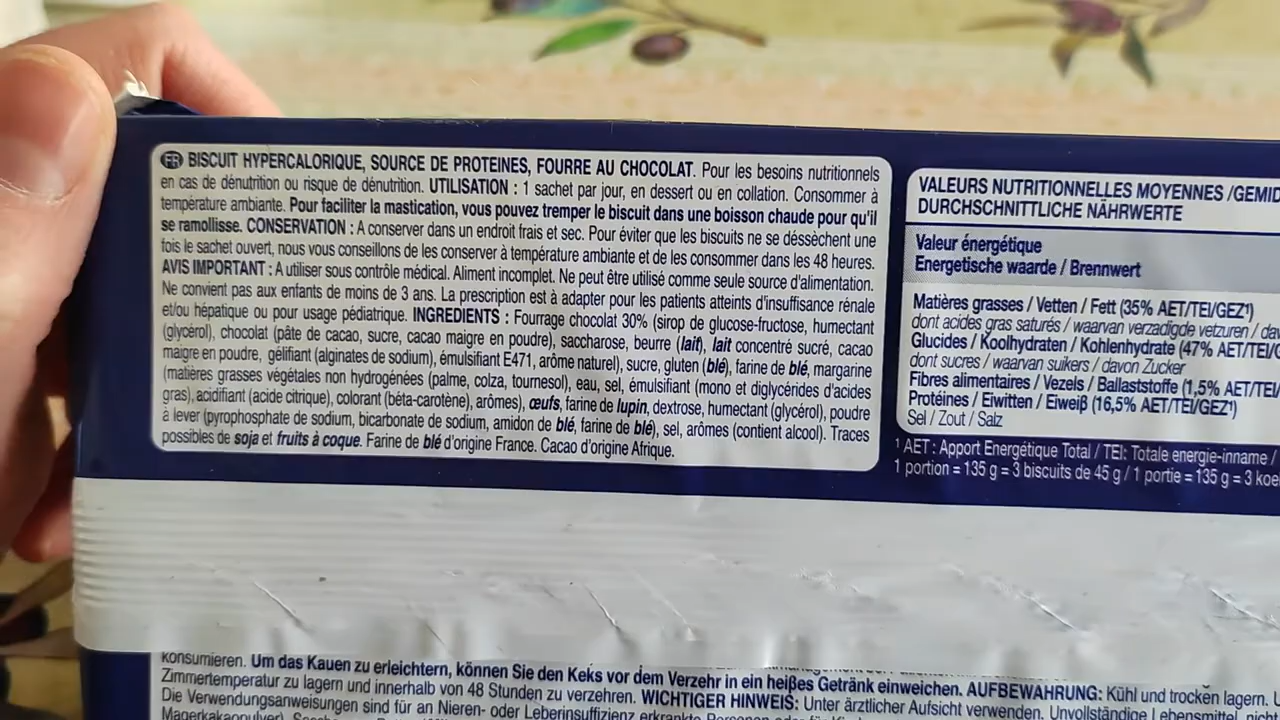 FR BISCUIT HYPERCALORIQUE, SOURCE DE PROTEINES, FOURRE AU CHOCOLAT. Pour les besoins nutritionnels
en cas de dénutrition ou risque de dénutrition. UTILISATION : 1 sachet par jour, en dessert ou en collation. Consommer à
température ambiante. Pour faciliter la mastication, vous pouvez tremper le biscuit dans une boisson chaude pour qu'il
se ramollisse. CONSERVATION : A conserver dans un endroit frais et sec. Pour éviter que les biscuits ne se déssèchent une
fois le sachet ouvert, nous vous conseillons de les conserver à température ambiante et de les consommer dans les 48 heures.
AVIS IMPORTANT : A utiliser sous contrôle médical. Aliment incomplet. Ne peut être utilisé comme seule source d'alimentation.
Ne convient pas aux enfants de moins de 3 ans. La prescription est à adapter pour les patients atteints d'insuffisance rénale
et/ou hépatique ou pour usage pédiatrique. INGREDIENTS : Fourrage chocolat 30% (sirop de glucose-fructose, humectant
(glycérol), chocolat (pâte de cacao, sucre, cacao maigre en poudre), saccharose, beurre (lait), lait concentré sucré, cacao
maigre en poudre, gélifiant (alginates de sodium), émulsifiant E471, arôme naturel), sucre, gluten (blé), farine de blé, margarine
(matières grasses végétales non hydrogénées (palme, colza, tournesol), eau, sel, émulsifiant (mono et diglycérides d'acides
gras), acidifiant (acide citrique), colorant (béta-carotène), arômes), œufs, farine de lupin, dextrose, humectant (glycérol), poudre
à lever (pyrophosphate de sodium, bicarbonate de sodium, amidon de blé, farine de blé), sel, arômes (contient alcool). Traces
possibles de soja et fruits à coque. Farine de blé d'origine France. Cacao d'origine Afrique.
VALEURS NUTRITIONNELLES MOYENNES /GEMID
DURCHSCHNITTLICHE NÄHRWERTE
Valeur énergétique
Energetische waarde / Brennwert
Matières grasses / Vetten / Fett (35% AET/TEI/GEZ1)
dont acides gras saturés / waarvan verzadigde vetzuren / dav
Glucides / Koolhydraten / Kohlenhydrate (47% AET/TEI/G
dont sucres / waarvan suikers / davon Zucker
Fibres alimentaires / Vezels / Ballaststoffe (1,5% AET/TEI/
Protéines / Eiwitten / Eiweiß (16,5% AET/TEI/GEZ1)
Sel / Zout / Salz
1 AET : Apport Energétique Total / TEI: Totale energie-inname /
1 portion = 135 g = 3 biscuits de 45 g / 1 portie = 135 g = 3 koe
konsumieren. Um das Kauen zu erleichtern, können Sie den Keks vor dem Verzehr in ein heißes Getränk einweichen. AUFBEWAHRUNG: Kühl und trocken lagern.
Zimmertemperatur zu lagern und innerhalb von 48 Stunden zu verzehren. WICHTIGER HINWEIS: Unter ärztlicher Aufsicht verwenden. Unvollständige Lebensmittel
Die Verwendungsanweisungen sind für an Nieren- oder Leberinsuffizienz erkrankte Personen oder für
Magerkakaopulver)